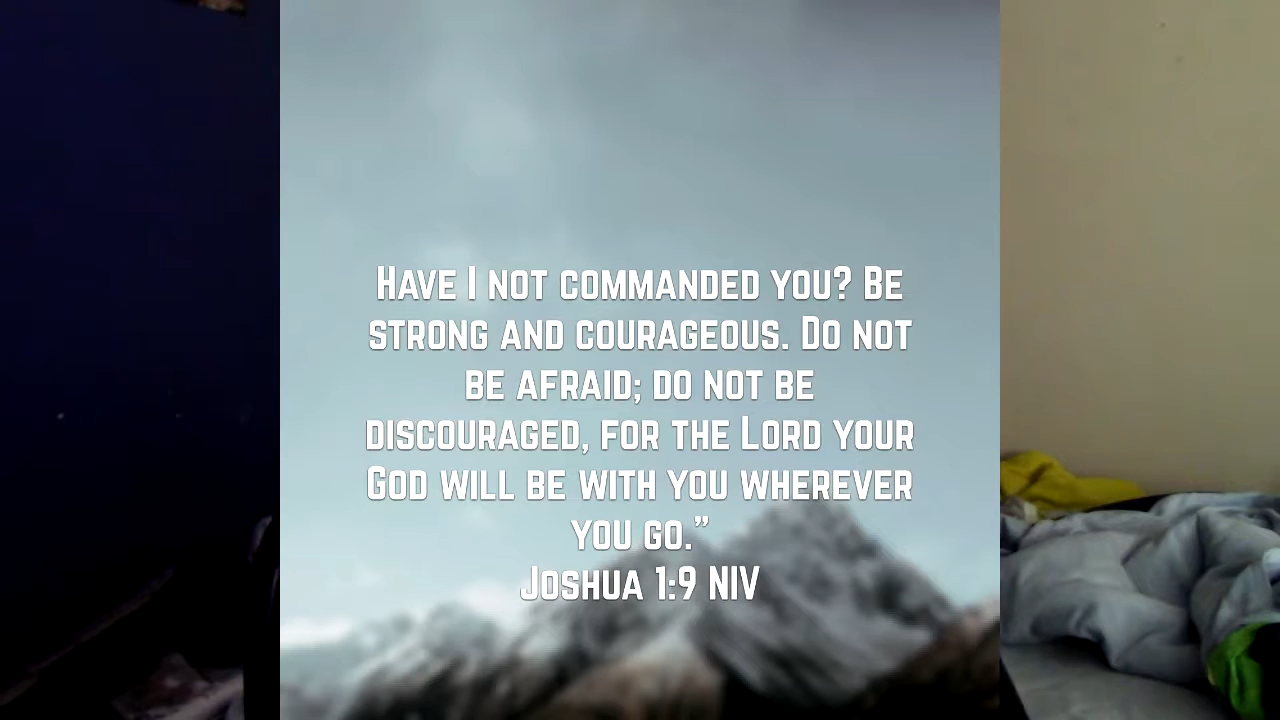 Have I not commanded you? Be
strong and courageous. Do not
be afraid; do not be
discouraged, for the Lord your
God will be with you wherever
you go.”
Joshua 1:9 NIV